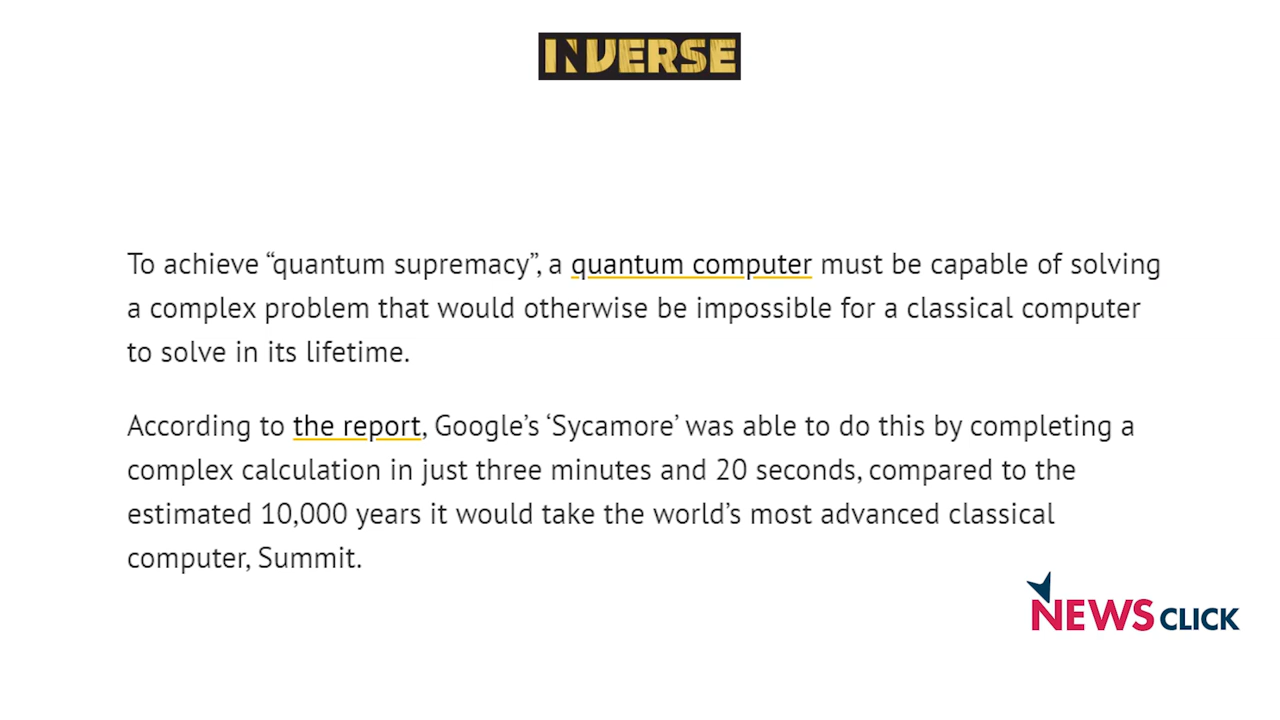 INVERSE
To achieve “quantum supremacy”, a quantum computer must be capable of solving
a complex problem that would otherwise be impossible for a classical computer
to solve in its lifetime.
According to the report, Google’s ‘Sycamore’ was able to do this by completing a
complex calculation in just three minutes and 20 seconds, compared to the
estimated 10,000 years it would take the world’s most advanced classical
computer, Summit.
NEWSCLICK